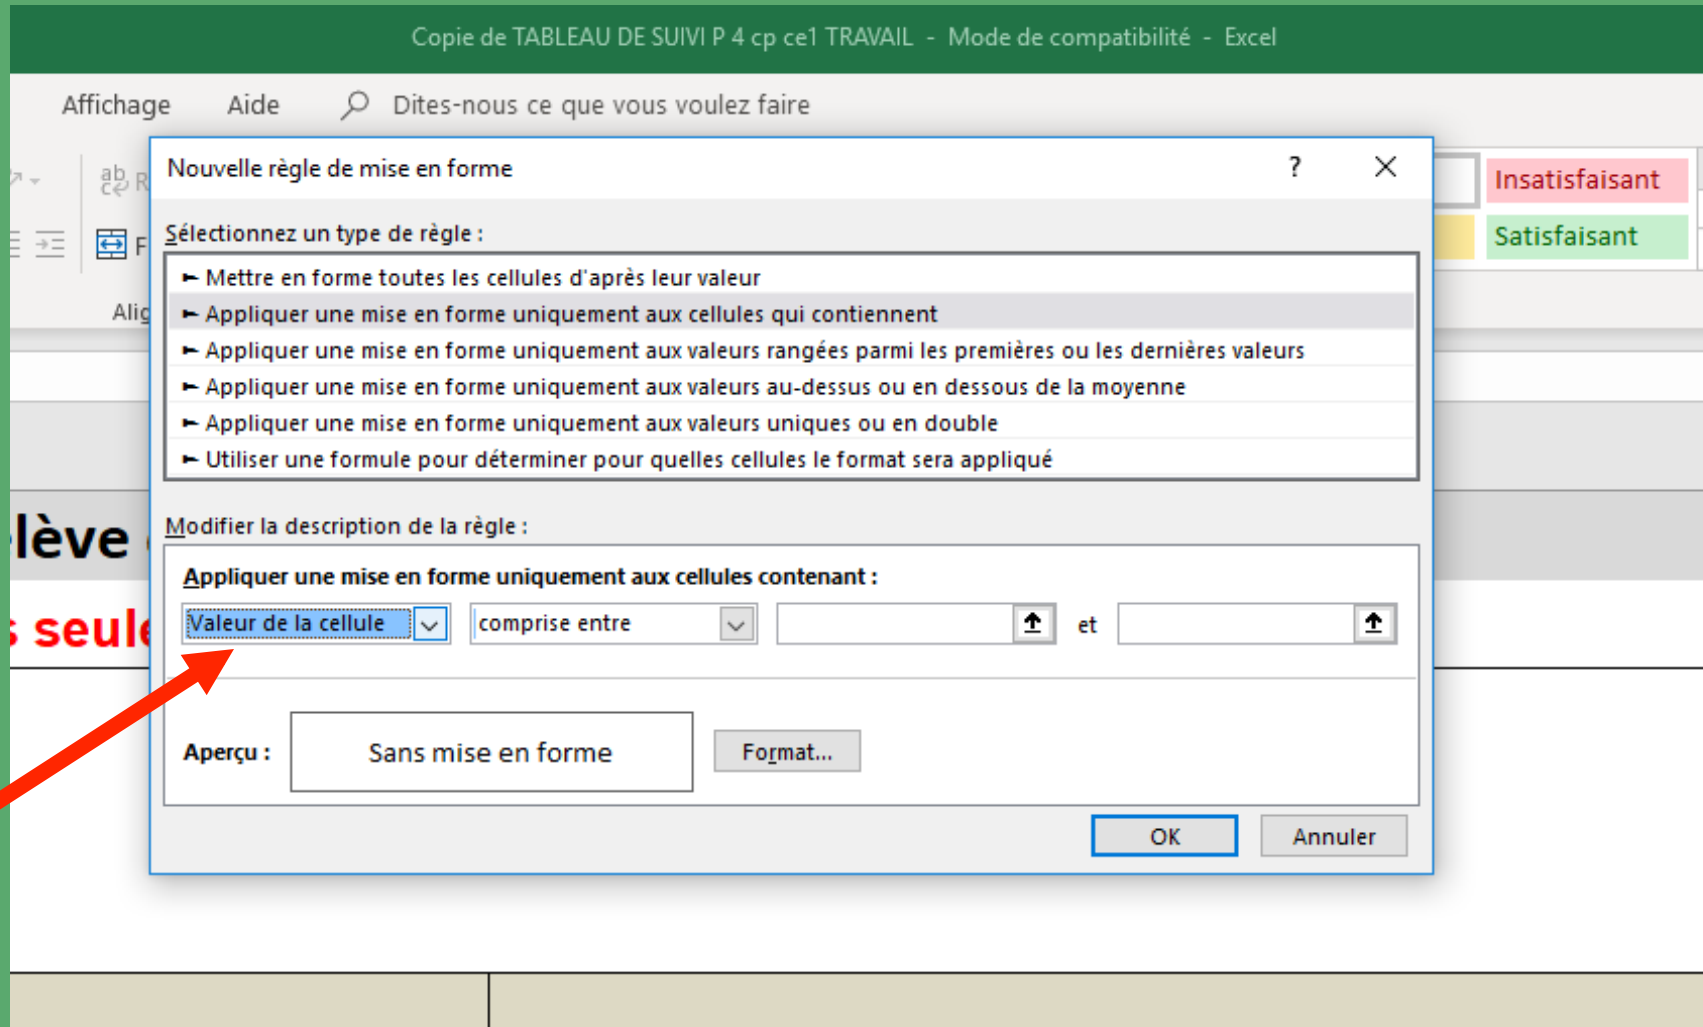 Copie de TABLEAU DE SUIVI P 4 cp ce1 TRAVAIL - Mode de compatibilité - Excel
Affichage Aide Dites-nous ce que vous voulez faire
Nouvelle règle de mise en forme ? ×
Insatisfaisant
Satisfaisant
Sélectionnez un type de règle :
► Mettre en forme toutes les cellules d'après leur valeur
► Appliquer une mise en forme uniquement aux cellules qui contiennent
► Appliquer une mise en forme uniquement aux valeurs rangées parmi les premières ou les dernières valeurs
► Appliquer une mise en forme uniquement aux valeurs au-dessus ou en dessous de la moyenne
► Appliquer une mise en forme uniquement aux valeurs uniques ou en double
► Utiliser une formule pour déterminer pour quelles cellules le format sera appliqué
Alig
lève
Modifier la description de la règle :
Appliquer une mise en forme uniquement aux cellules contenant :
seule
Valeur de la cellule comprise entre et
Aperçu : Sans mise en forme Format...
OK Annuler